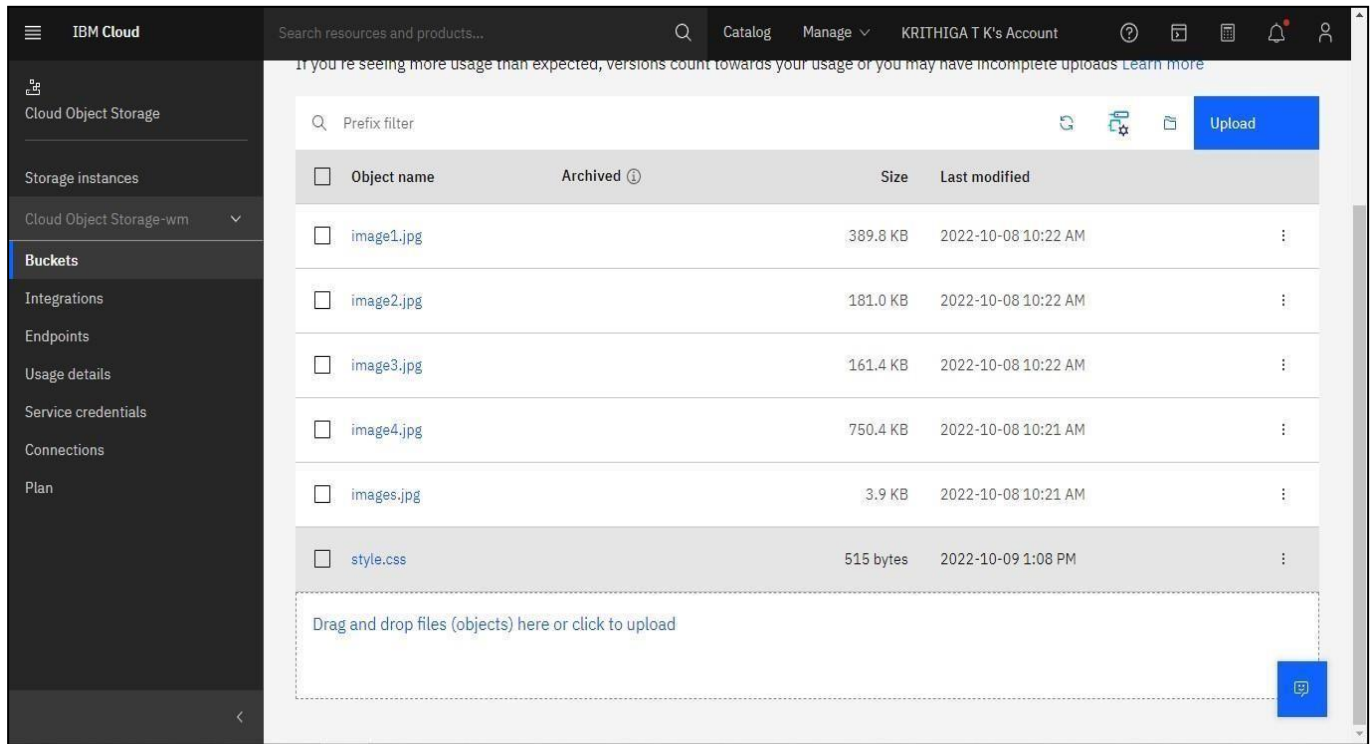 IBM Cloud
Search resources and products...
Catalog
Manage
KRITHIGA T K's Account
If you're seeing more usage than expected, versions count towards your usage or you may have incomplete uploads Learn more
Cloud Object Storage
Storage instances
Cloud Object Storage-wm
Buckets
Integrations
Endpoints
Usage details
Service credentials
Connections
Plan
Prefix filter
Upload
Object name Archived Size Last modified
image1.jpg 389.8 KB 2022-10-08 10:22 AM
image2.jpg 181.0 KB 2022-10-08 10:22 AM
image3.jpg 161.4 KB 2022-10-08 10:22 AM
image4.jpg 750.4 KB 2022-10-08 10:21 AM
images.jpg 3.9 KB 2022-10-08 10:21 AM
style.css 515 bytes 2022-10-09 1:08 PM
Drag and drop files (objects) here or click to upload